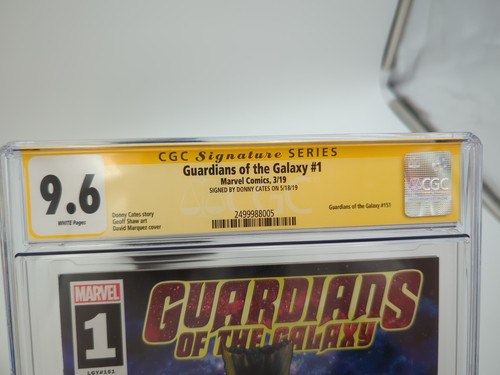 CGC Signature SERIES
Guardians of the Galaxy #1
Marvel Comics, 3/19
SIGNED BY DONNY CATES ON 5/18/19
9.6
WHITE Pages
Donny Cates story
Geoff Shaw art
David Marquez cover
2499988005
Guardians of the Galaxy #151
CGC
MARVEL
1
LGY#151
GUARDIANS
OF THE GALAXY